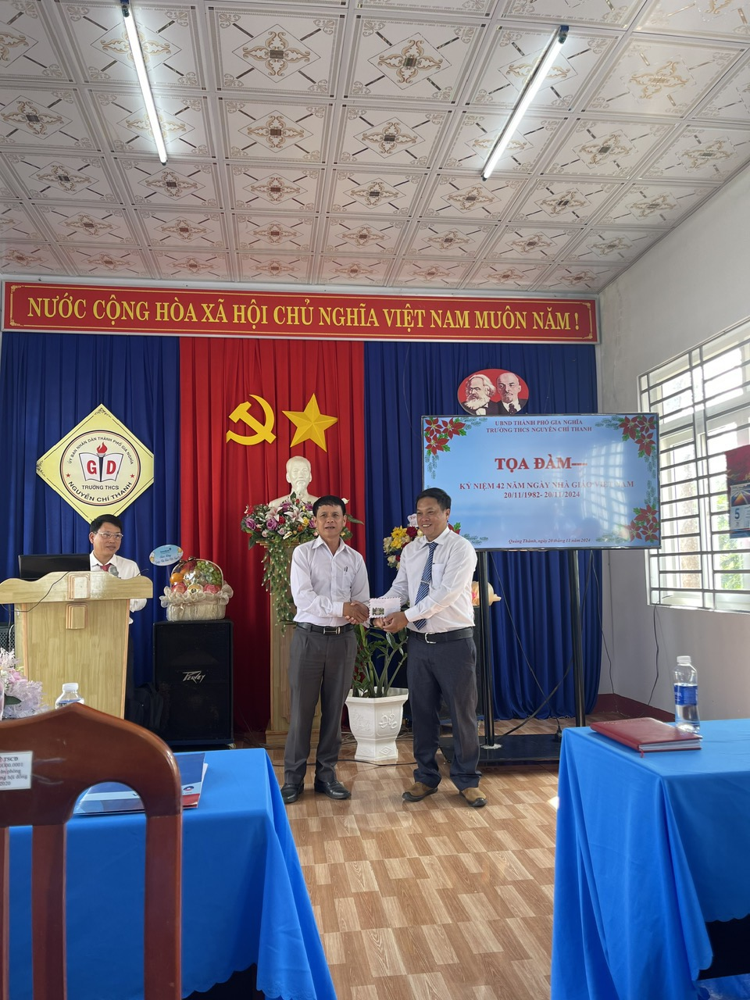 NƯỚC CỘNG HÒA XÃ HỘI CHỦ NGHĨA VIỆT NAM MUÔN NĂM !
UBND THÀNH PHỐ GIA NGHĨA
TRƯỜNG THCS NGUYỄN CHÍ THANH
TỌA ĐÀM
KỶ NIỆM 42 NĂM NGÀY NHÀ GIÁO VIỆT NAM
20/11/1982- 20/11/2024
Quảng Thành, ngày 20 tháng 11 năm 2024
ỦY BAN NHÂN DÂN THÀNH PHỐ GIA NGHĨA
GD
TRƯỜNG THCS
NGUYỄN CHÍ THANH
PEAVEY
5
2020